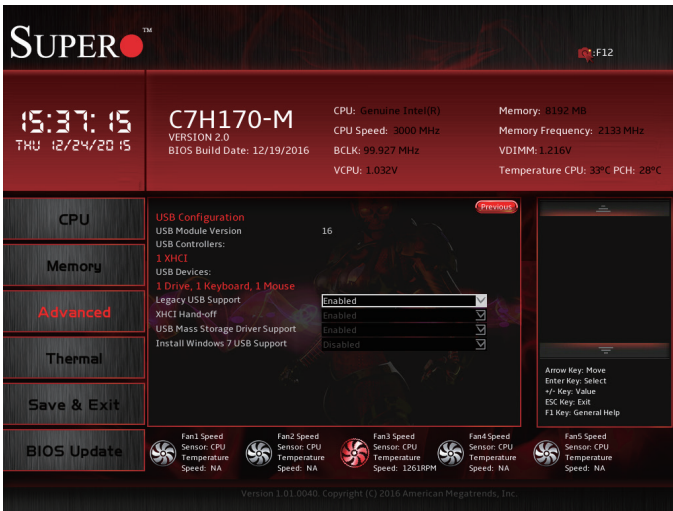 SUPER TM
:F12
15:37:15
THU 12/24/2015
C7H170-M
VERSION 2.0
BIOS Build Date: 12/19/2016
CPU: Genuine Intel(R)
CPU Speed: 3000 MHz
BCLK: 99.927 MHz
VCPU: 1.032V
Memory: 8192 MB
Memory Frequency: 2133 MHz
VDIMM: 1.216V
Temperature CPU: 33°C PCH: 28°C
CPU
Memory
Advanced
Thermal
Save & Exit
BIOS Update
Previous
USB Configuration
USB Module Version 16
USB Controllers:
1 XHCI
USB Devices:
1 Drive, 1 Keyboard, 1 Mouse
Legacy USB Support Enabled
XHCI Hand-off Enabled
USB Mass Storage Driver Support Enabled
Install Windows 7 USB Support Disabled
Arrow Key: Move
Enter Key: Select
+/- Key: Value
ESC Key: Exit
F1 Key: General Help
Fan1 Speed
Sensor: CPU
Temperature
Speed: NA
Fan2 Speed
Sensor: CPU
Temperature
Speed: NA
Fan3 Speed
Sensor: CPU
Temperature
Speed: 1261RPM
Fan4 Speed
Sensor: CPU
Temperature
Speed: NA
Fan5 Speed
Sensor: CPU
Temperature
Speed: NA
Version 1.01.0040. Copyright (C) 2016 American Megatrends, Inc.